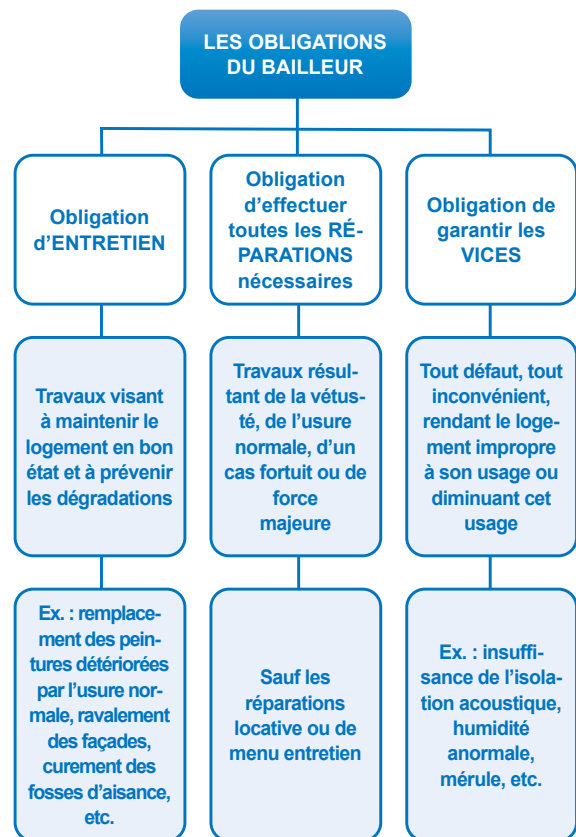 LES OBLIGATIONS
DU BAILLEUR
Obligation
d’ENTRETIEN
Obligation
d’effectuer
toutes les RÉ-
PARATIONS
nécessaires
Obligation de
garantir les
VICES
Travaux visant
à maintenir le
logement en bon
état et à prévenir
les dégradations
Travaux résul-
tant de la vétus-
té, de l’usure
normale, d’un
cas fortuit ou de
force
majeure
Tout défaut, tout
inconvénient,
rendant le loge-
ment impropre
à son usage ou
diminuant cet
usage
Ex. : remplace-
ment des pein-
tures détériorées
par l’usure nor-
male, ravalement
des façades,
curement des
fosses d’aisance,
etc.
Sauf les
réparations
locative ou de
menu entretien
Ex. : insuffi-
sance de l’isola-
tion acoustique,
humidité
anormale,
mérule, etc.